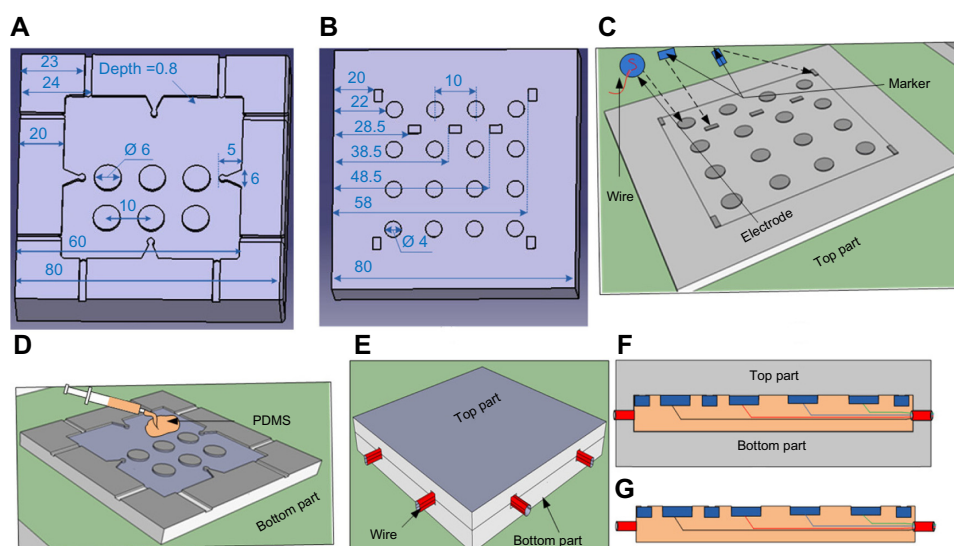 A
23
24
Depth =0.8
20
Ø 6
5
6
10
60
80
B
20
10
22
28.5
38.5
48.5
58
Ø 4
80
C
Marker
Wire
Electrode
Top part
D
PDMS
Bottom part
E
Top part
Wire
Bottom part
F
Top part
Bottom part
G